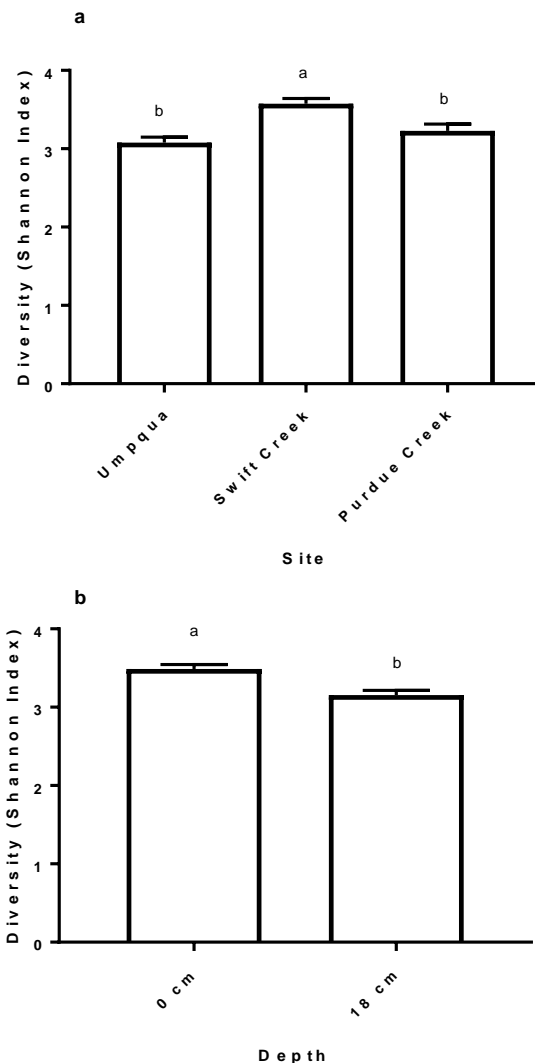 a
Diversity (Shannon Index)
4
3
2
1
0
b
a
b
Umpqua
Swift Creek
Purdue Creek
Site
b
Diversity (Shannon Index)
4
3
2
1
0
a
b
0 cm
18 cm
Depth